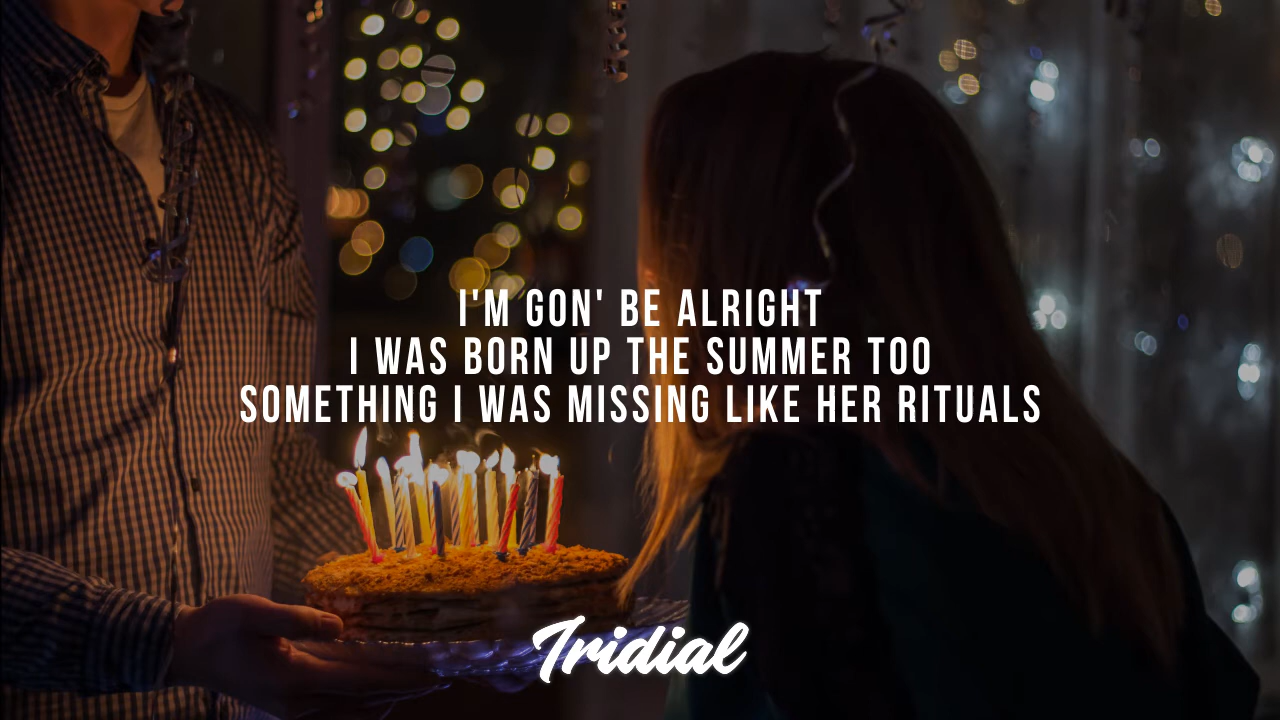 I'M GON' BE ALRIGHT
I WAS BORN UP THE SUMMER TOO
SOMETHING I WAS MISSING LIKE HER RITUALS
Iridial